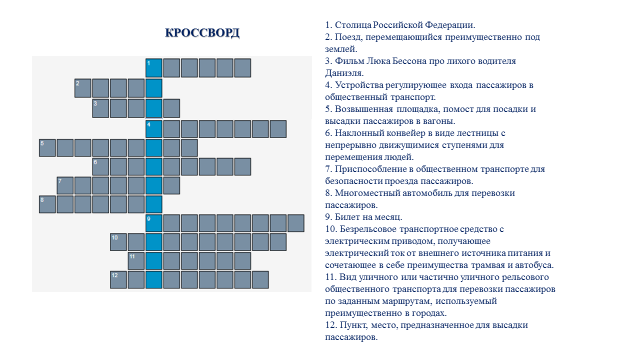 КРОССВОРД
1
2
3
4
5
6
7
8
9
10
11
12
1. Столица Российской Федерации.
2. Поезд, перемещающийся преимущественно под
землей.
3. Фильм Люка Бессона про лихого водителя
Даниэля.
4. Устройства регулирующее входа пассажиров в
общественный транспорт.
5. Возвышенная площадка, помост для посадки и
высадки пассажиров в вагоны.
6. Наклонный конвейер в виде лестницы с
непрерывно движущимися ступенями для
перемещения людей.
7. Приспособление в общественном транспорте для
безопасности проезда пассажиров.
8. Многоместный автомобиль для перевозки
пассажиров.
9. Билет на месяц.
10. Безрельсовое транспортное средство с
электрическим приводом, получающее
электрический ток от внешнего источника питания и
сочетающее в себе преимущества трамвая и автобуса.
11. Вид уличного или частично уличного рельсового
общественного транспорта для перевозки пассажиров
по заданным маршрутам, используемый
преимущественно в городах.
12. Пункт, место, предназначенное для высадки
пассажиров.